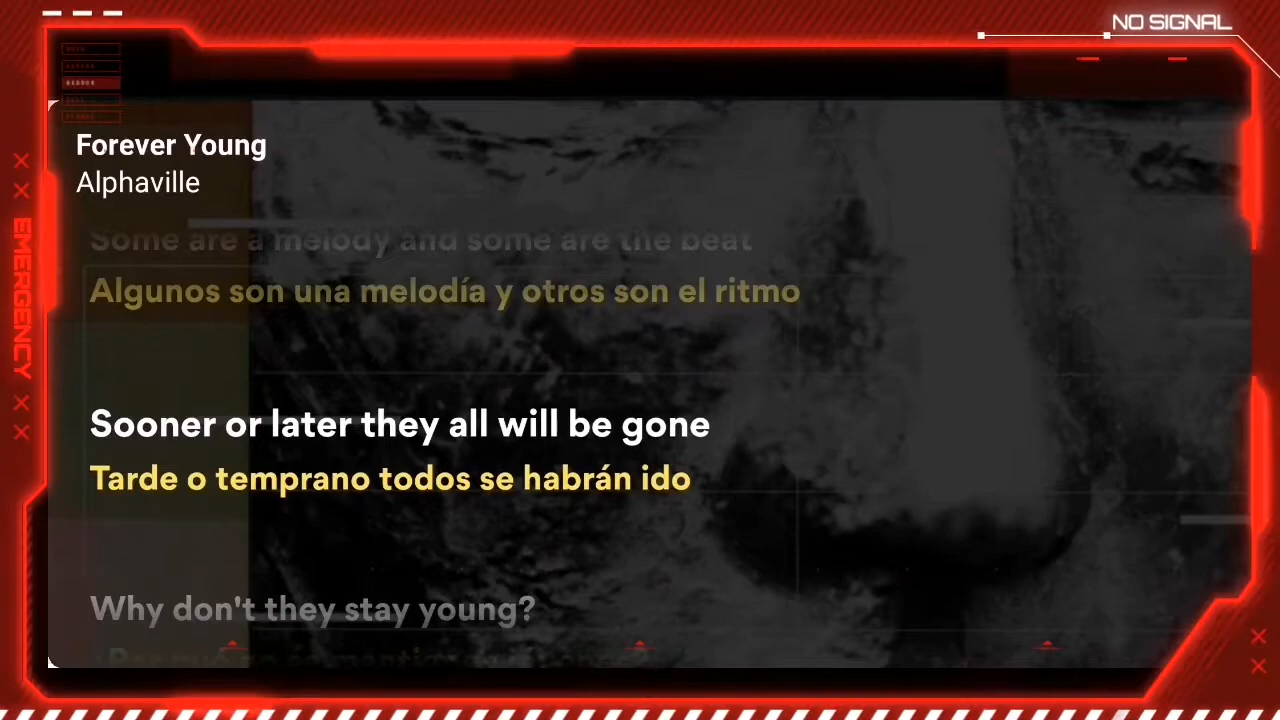 NO SIGNAL
Forever Young
Alphaville
Some are a melody and some are the beat
Algunos son una melodía y otros son el ritmo
Sooner or later they all will be gone
Tarde o temprano todos se habrán ido
Why don't they stay young?
EMERGENCY